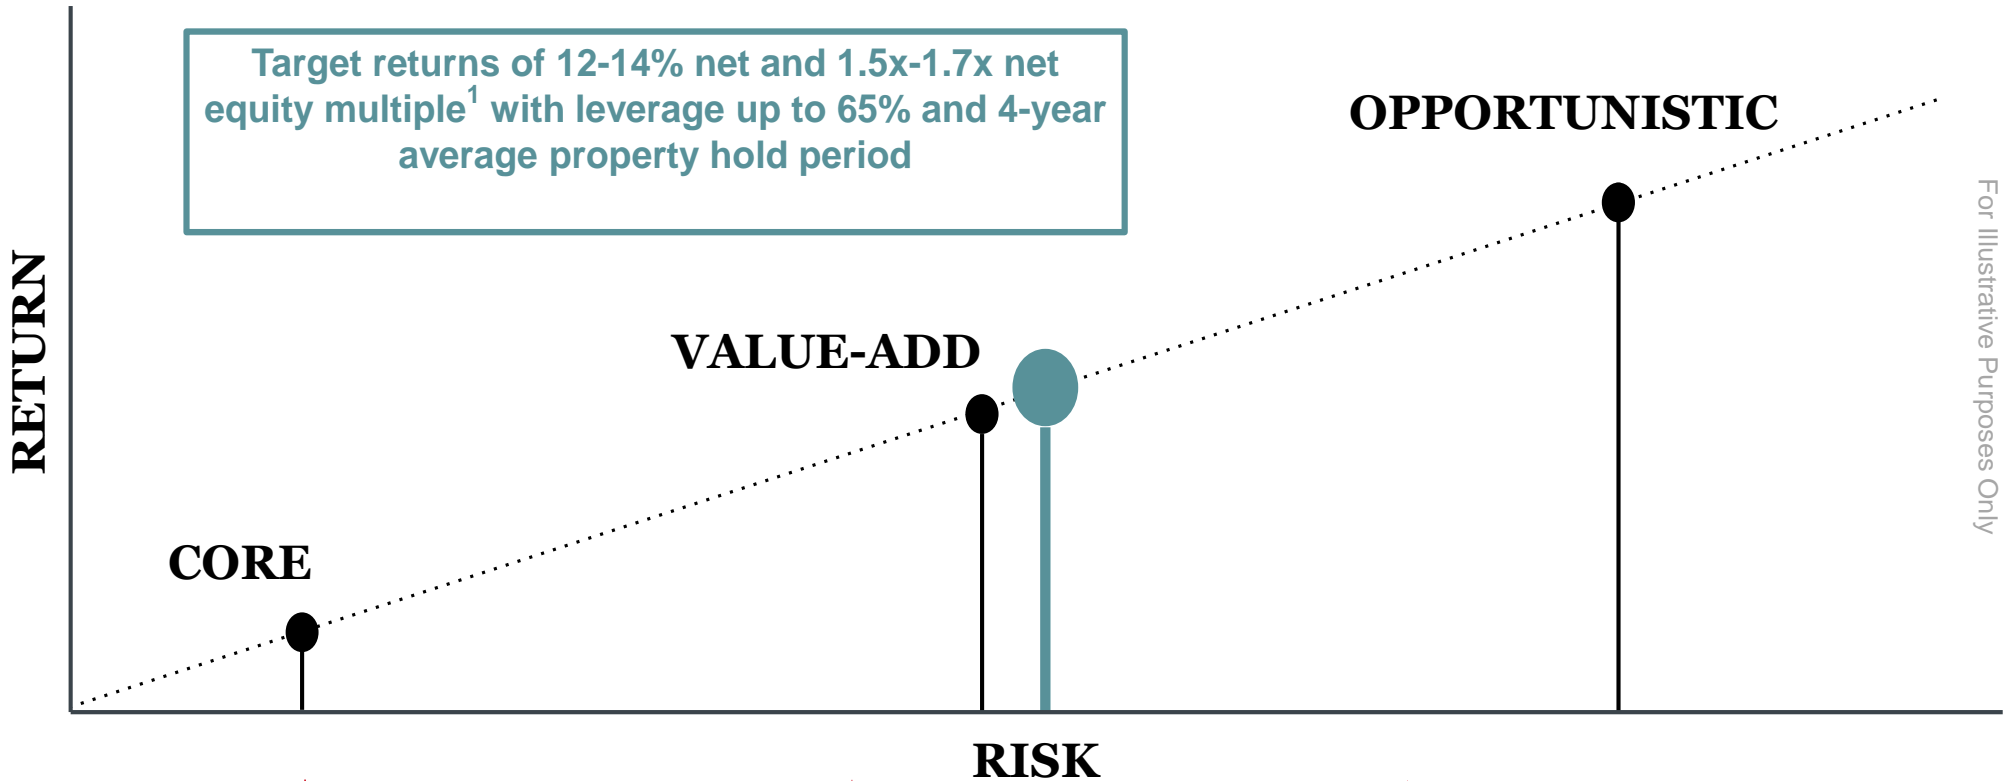 Target returns of 12-14% net and 1.5x-1.7x net
equity multiple1 with leverage up to 65% and 4-year
average property hold period
OPPORTUNISTIC
VALUE-ADD
CORE
RETURN
RISK
For Illustrative Purposes Only